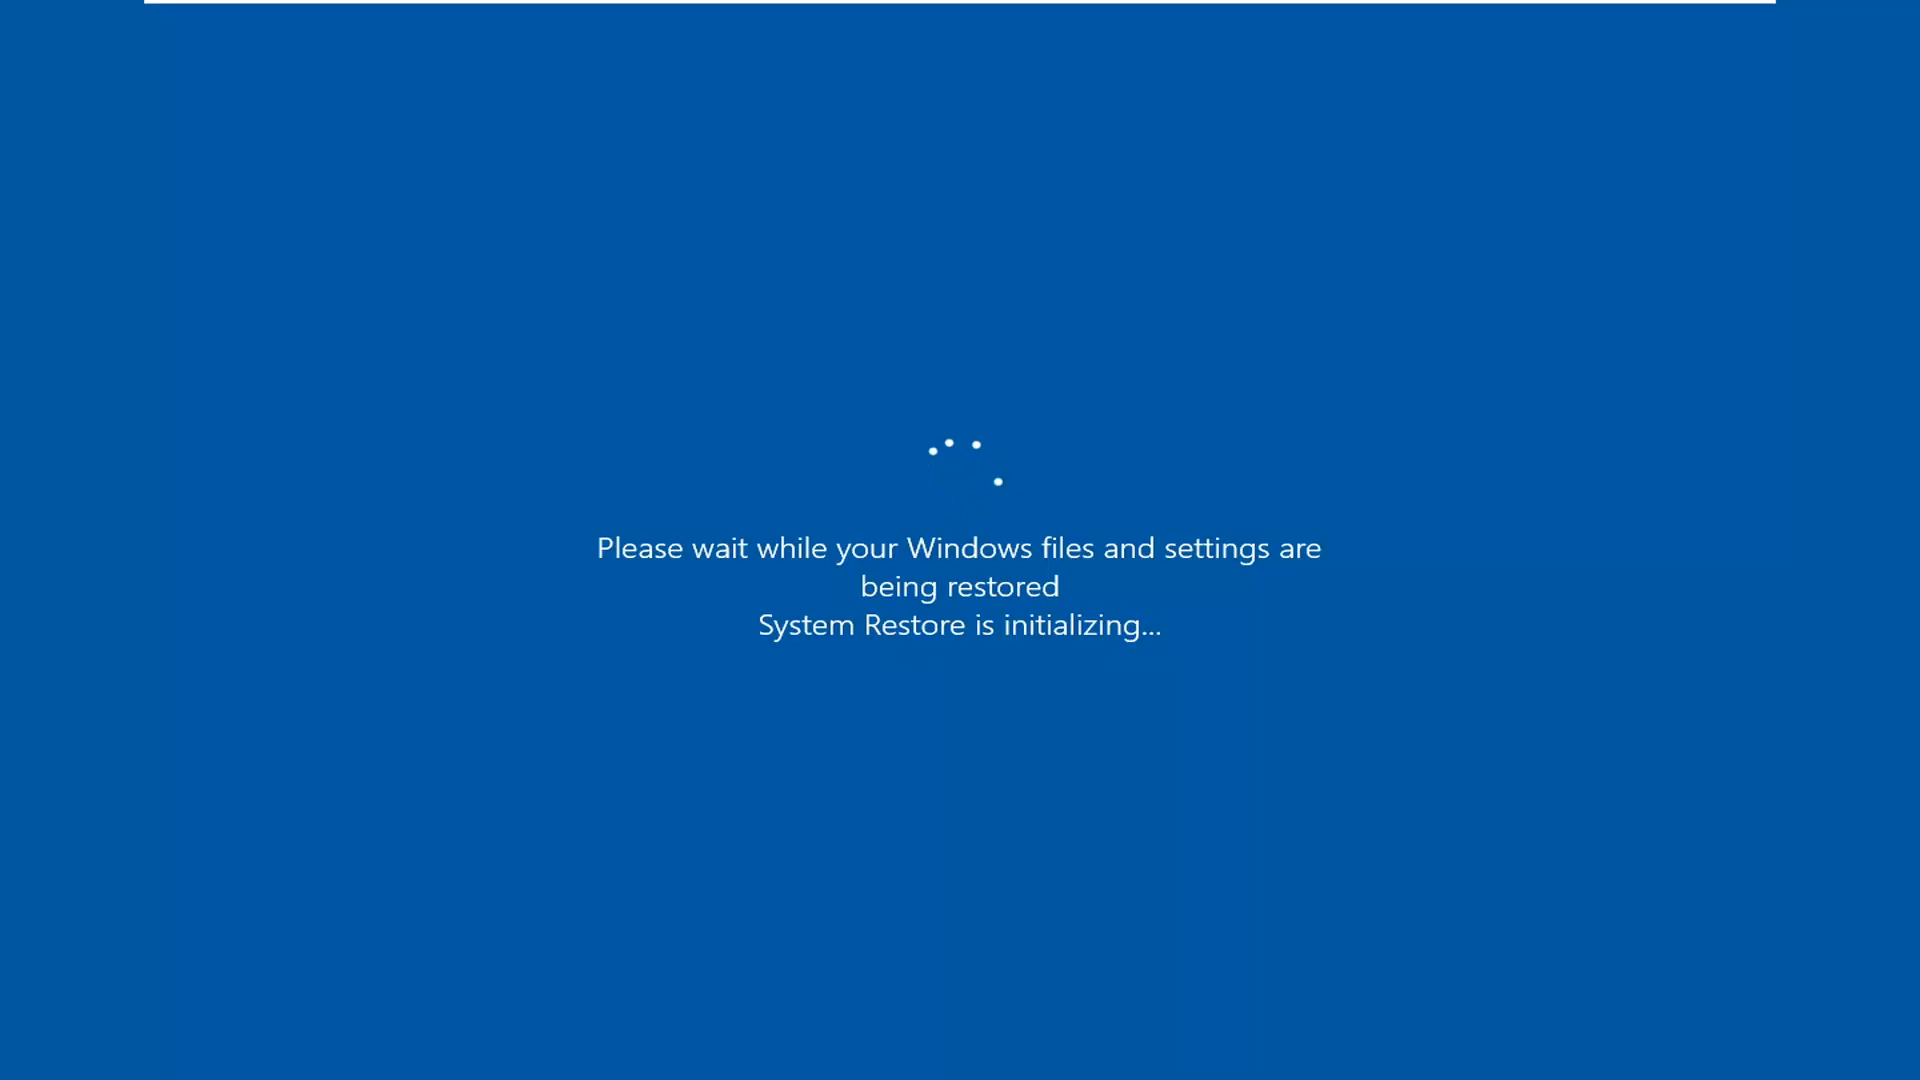 Please wait while your Windows files and settings are
being restored
System Restore is initializing...